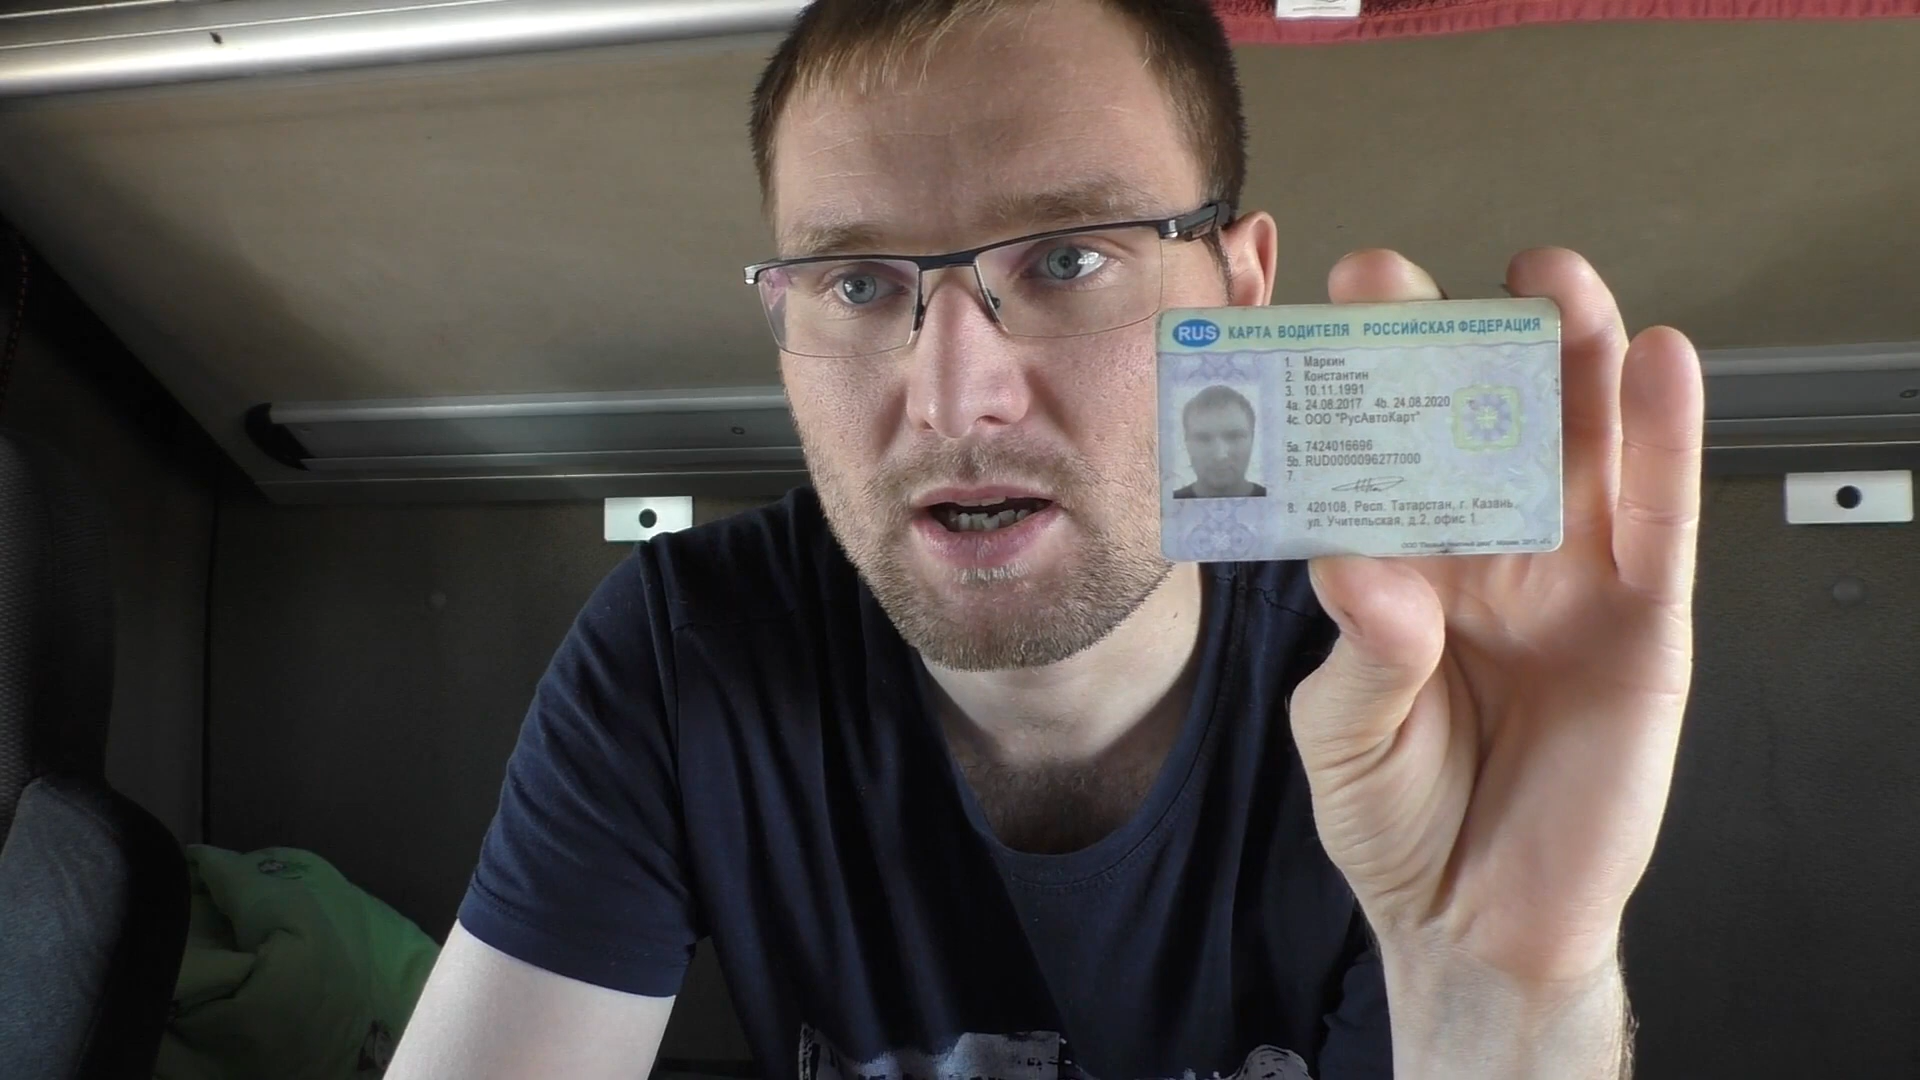 RUS КАРТА ВОДИТЕЛЯ РОССИЙСКАЯ ФЕДЕРАЦИЯ
1. Маркин
2. Константин
3. 10.11.1991
4a. 24.08.2017 4b. 24.08.2020
4c. ООО "РусАвтоКарт"
5a. 7424016696
5b. RUD0000096277000
7.
8. 420108, Респ. Татарстан, г. Казань,
ул. Учительская, д.2, офис 1